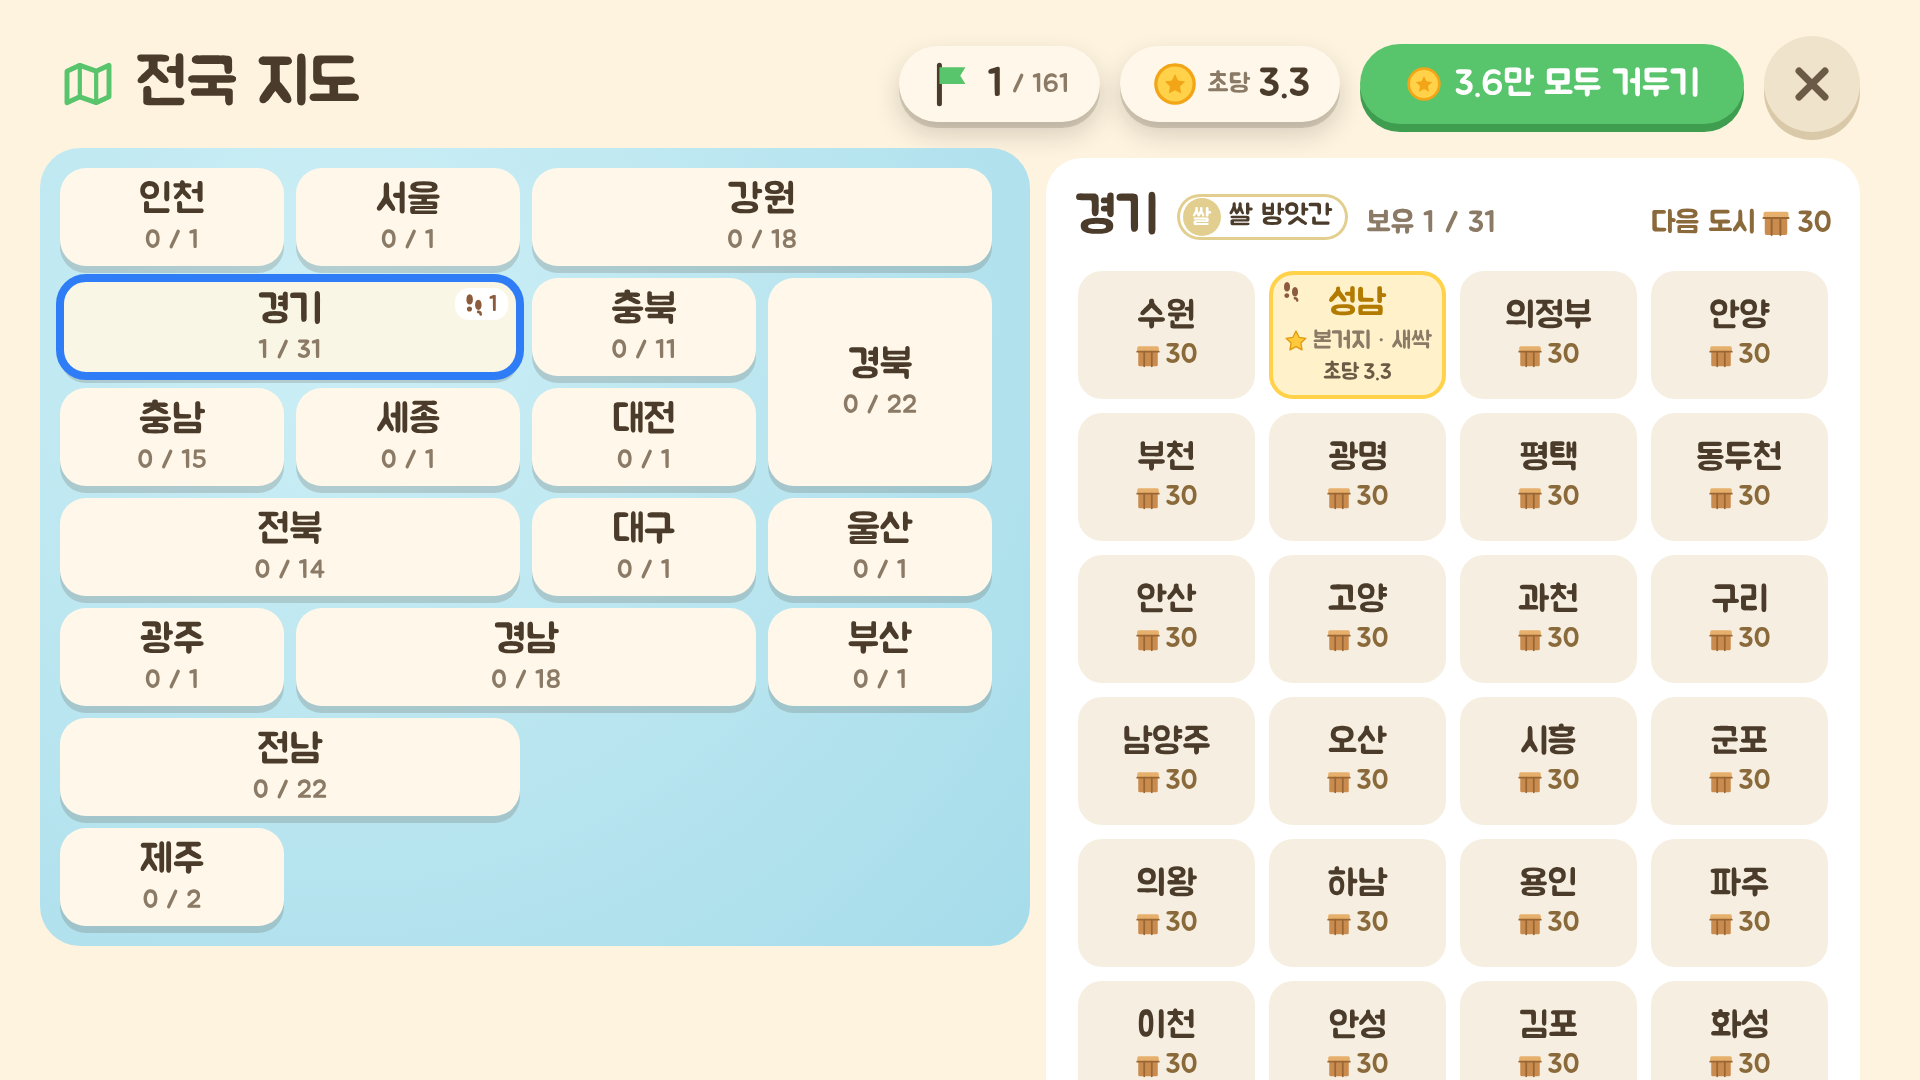 전국 지도
1 / 161
초당 3.3
3.6만 모두 거두기
인천
0 / 1
서울
0 / 1
강원
0 / 18
경기
1
1 / 31
충북
0 / 11
경북
0 / 22
충남
0 / 15
세종
0 / 1
대전
0 / 1
전북
0 / 14
대구
0 / 1
울산
0 / 1
광주
0 / 1
경남
0 / 18
부산
0 / 1
전남
0 / 22
제주
0 / 2
경기
쌀 쌀 방앗간
보유 1 / 31
다음 도시 30
수원
30
성남
본거지 · 새싹
초당 3.3
의정부
30
안양
30
부천
30
광명
30
평택
30
동두천
30
안산
30
고양
30
과천
30
구리
30
남양주
30
오산
30
시흥
30
군포
30
의왕
30
하남
30
용인
30
파주
30
이천
30
안성
30
김포
30
화성
30